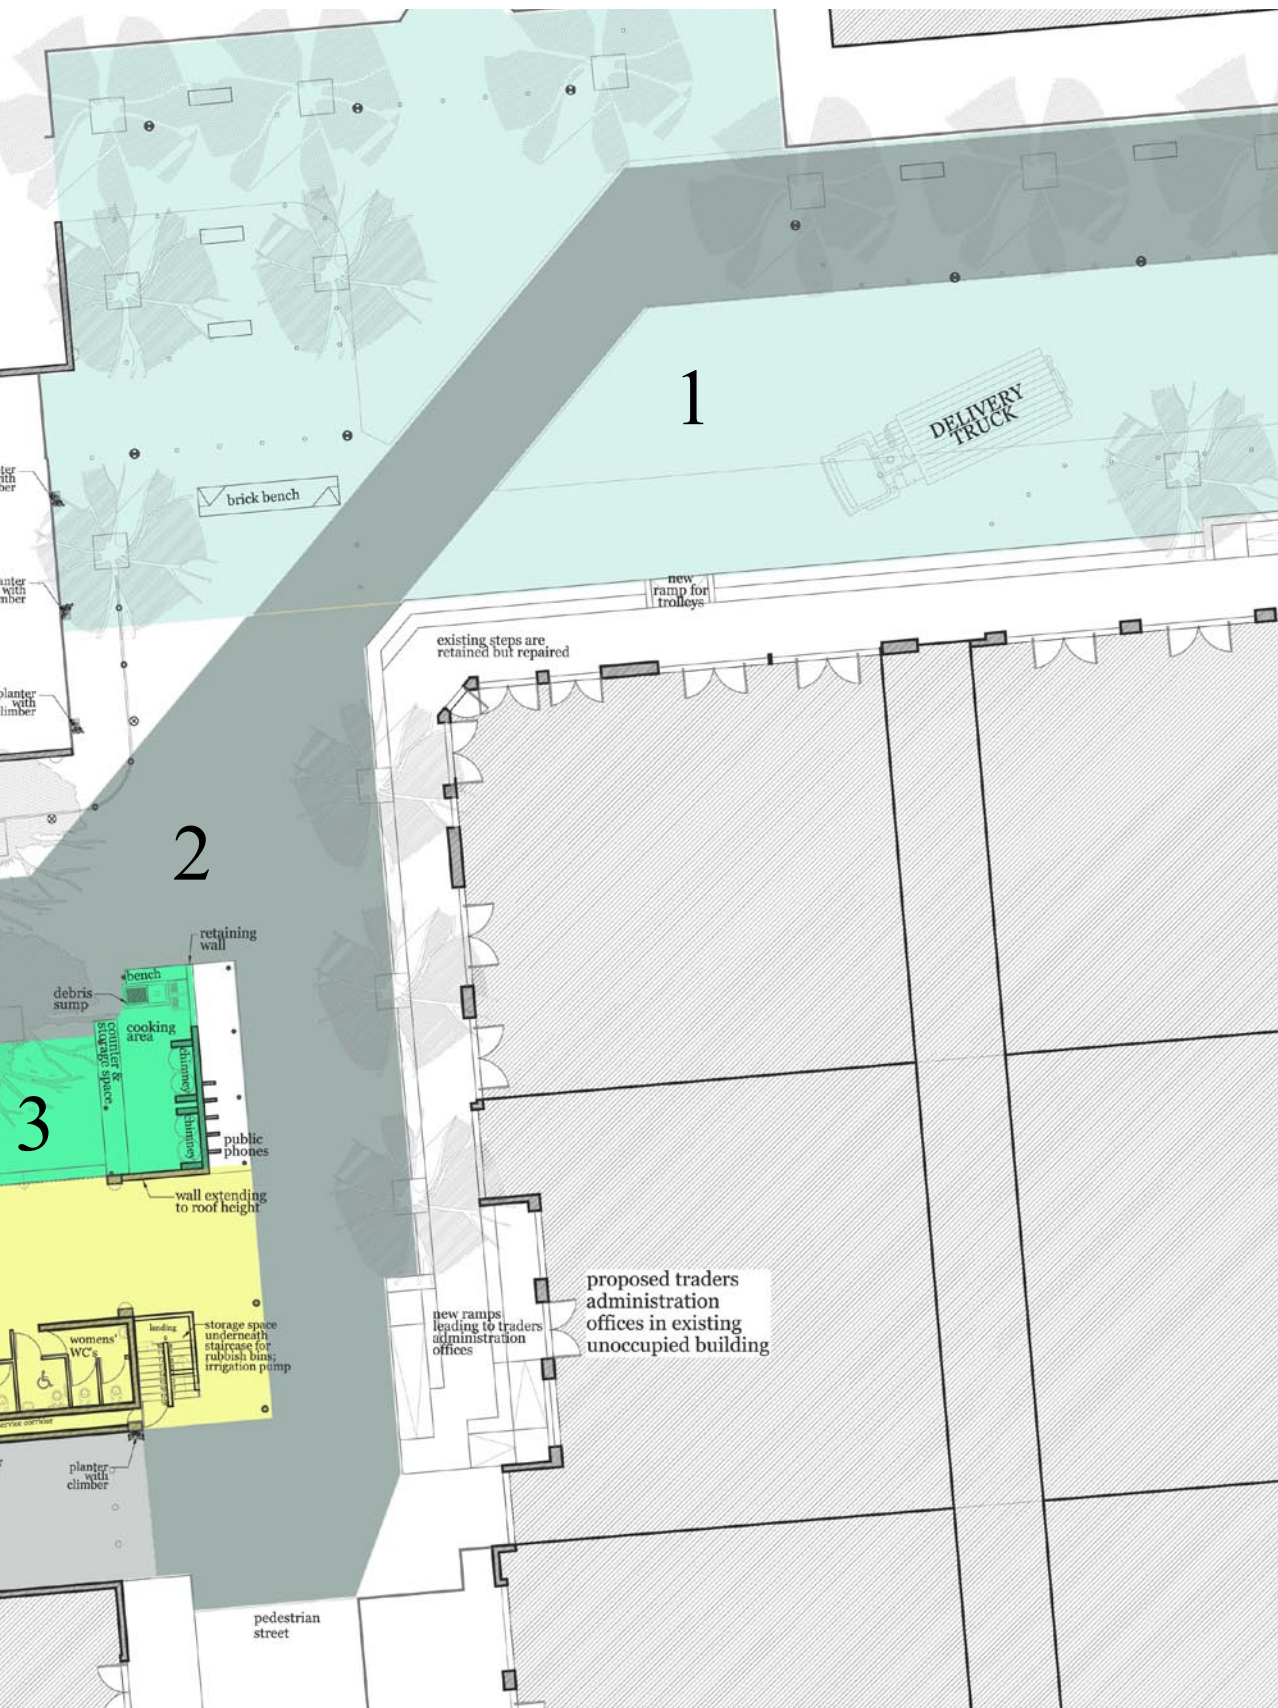 1
DELIVERY
TRUCK
brick bench
new
ramp for
trolleys
existing steps are
retained but repaired
planter
with
climber
2
retaining
wall
bench
debris
sump
cooking
area
counter &
storage space
chimney
chimney
3
public
phones
wall extending
to roof height
proposed traders
administration
offices in existing
unoccupied building
new ramps
leading to traders
administration
offices
landing
storage space
underneath
staircase for
rubbish bins;
irrigation pump
womens'
WC's
service corridor
planter
with
climber
pedestrian
street